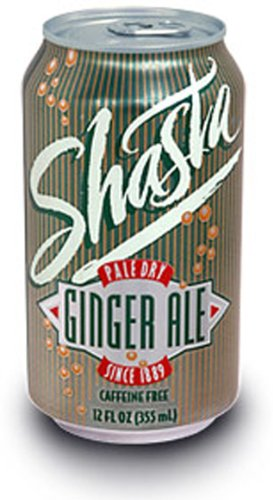 Shasta
PALE DRY
GINGER ALE
SINCE 1889
CAFFEINE FREE
12 FL OZ (355 mL)